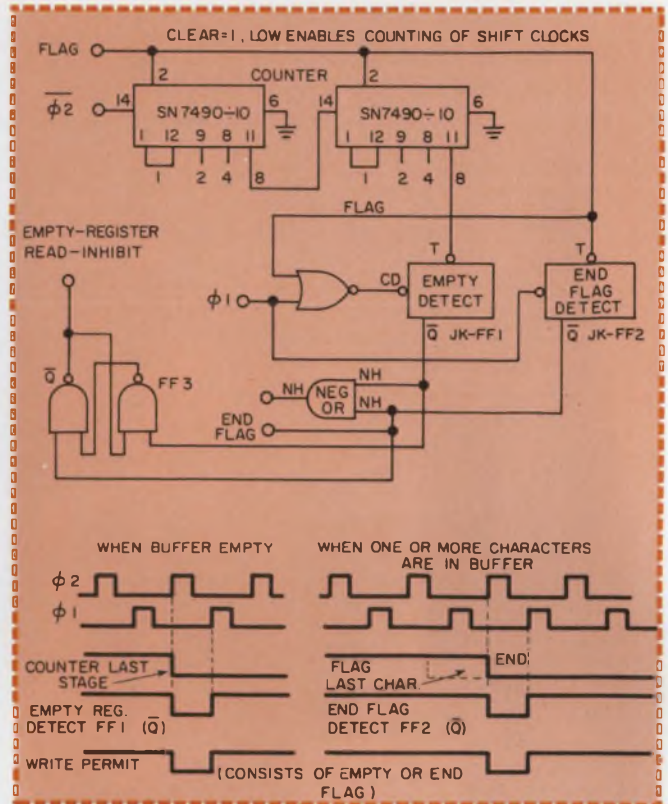 CLEAR=1, LOW ENABLES COUNTING OF SHIFT CLOCKS
FLAG
2 COUNTER 2
φ2 14 SN7490÷10 6 14 SN7490÷10 6
1 12 9 8 11 1 12 9 8 11
1 2 4 8 1 2 4 8
FLAG
EMPTY-REGISTER
READ-INHIBIT
T T
φ1 CD EMPTY DETECT END FLAG DETECT
Q JK-FF1 Q JK-FF2
Q FF3
NH NEG OR NH
NH
END FLAG
WHEN BUFFER EMPTY
φ2
φ1
COUNTER LAST
STAGE
EMPTY REG.
DETECT FF1 (Q)
WRITE PERMIT
WHEN ONE OR MORE CHARACTERS
ARE IN BUFFER
FLAG END
LAST CHAR.
END FLAG
DETECT FF2 (Q)
(CONSISTS OF EMPTY OR END
FLAG)